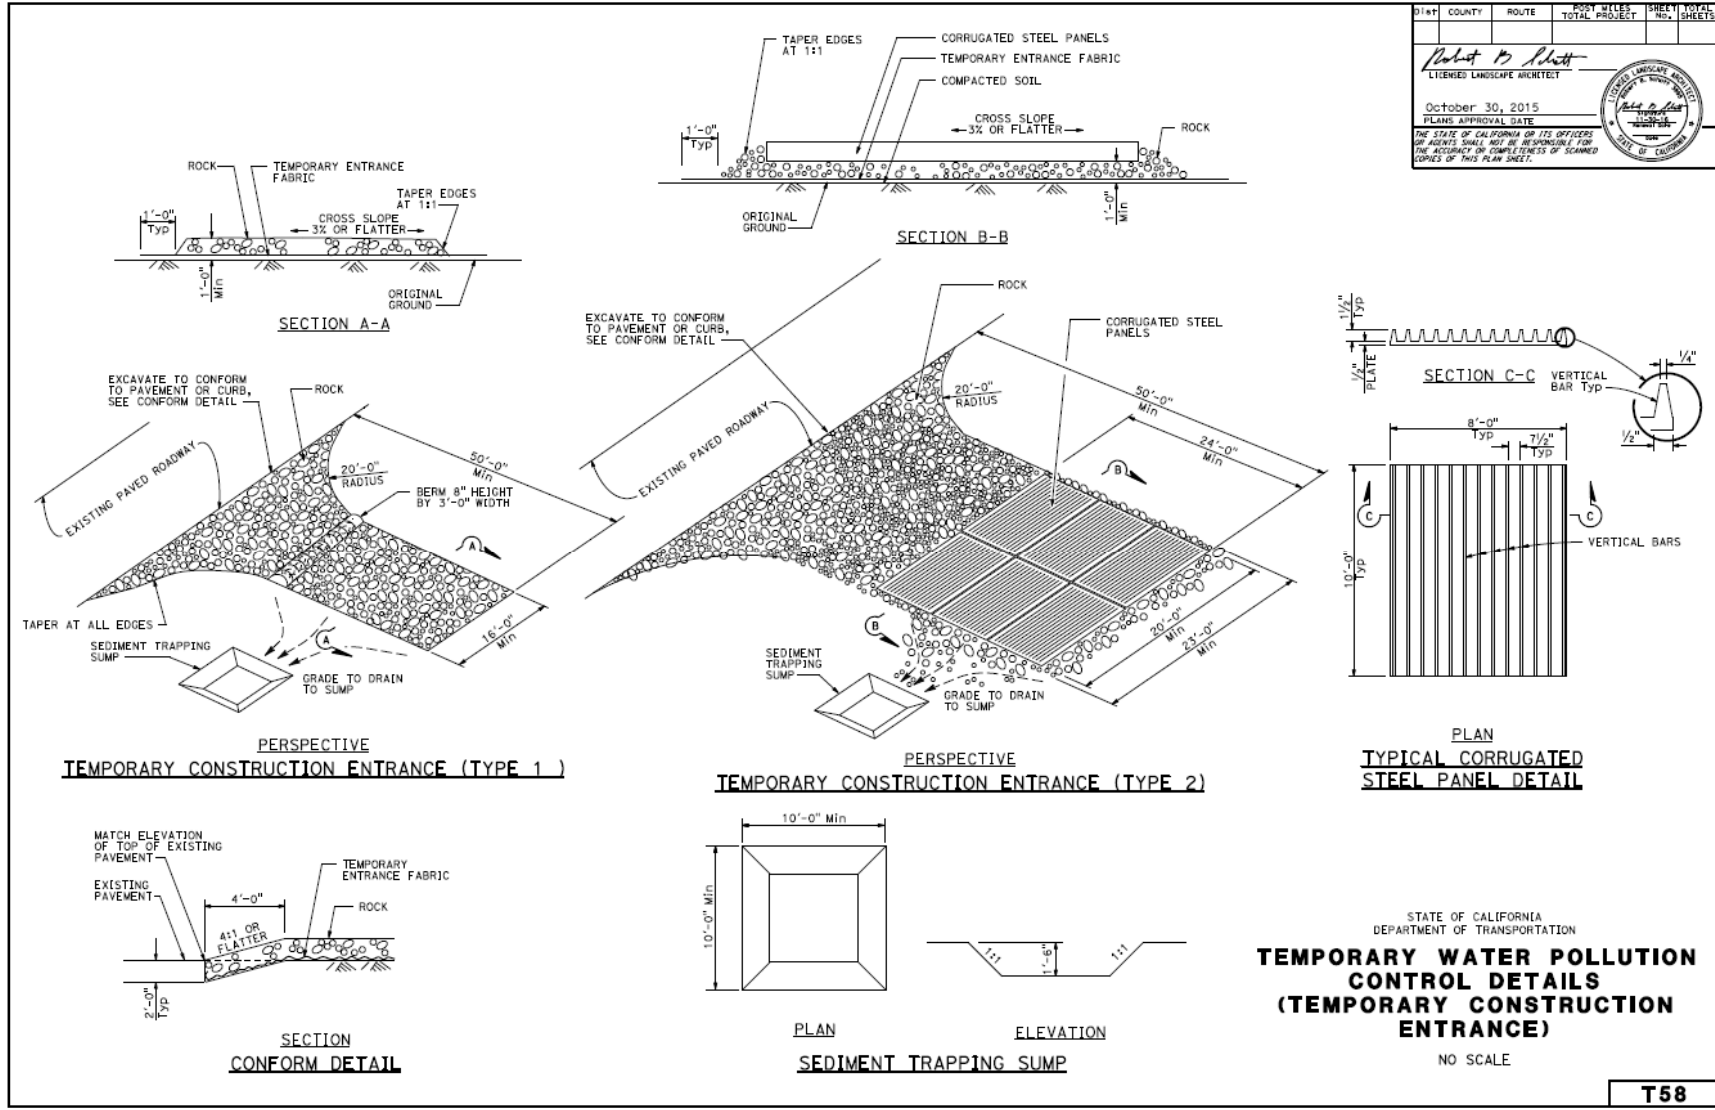 Dist COUNTY ROUTE POST MILES TOTAL PROJECT SHEET No. TOTAL SHEETS
LICENSED LANDSCAPE ARCHITECT
October 30, 2015
PLANS APPROVAL DATE
THE STATE OF CALIFORNIA OR ITS OFFICERS
OR AGENTS SHALL NOT BE RESPONSIBLE FOR
THE ACCURACY OR COMPLETENESS OF SCANNED
COPIES OF THIS PLAN SHEET.
LICENSED LANDSCAPE ARCHITECT
STATE OF CALIFORNIA
ROCK
TEMPORARY ENTRANCE
FABRIC
TAPER EDGES
AT 1:1
1'-0"
Typ
CROSS SLOPE
3% OR FLATTER
1'-0"
Min
ORIGINAL
GROUND
SECTION A-A
TAPER EDGES
AT 1:1
CORRUGATED STEEL PANELS
TEMPORARY ENTRANCE FABRIC
COMPACTED SOIL
1'-0"
Typ
CROSS SLOPE
3% OR FLATTER
ROCK
ORIGINAL
GROUND
1'-0"
Min
SECTION B-B
EXCAVATE TO CONFORM
TO PAVEMENT OR CURB,
SEE CONFORM DETAIL
ROCK
EXISTING PAVED ROADWAY
20'-0"
RADIUS
50'-0"
Min
BERM 8" HEIGHT
BY 3'-0" WIDTH
A
TAPER AT ALL EDGES
SEDIMENT TRAPPING
SUMP
A
16'-0"
Min
GRADE TO DRAIN
TO SUMP
PERSPECTIVE
TEMPORARY CONSTRUCTION ENTRANCE (TYPE 1 )
EXCAVATE TO CONFORM
TO PAVEMENT OR CURB,
SEE CONFORM DETAIL
ROCK
CORRUGATED STEEL
PANELS
EXISTING PAVED ROADWAY
20'-0"
RADIUS
50'-0"
Min
24'-0"
Min
B
B
20'-0"
Min
23'-0"
Min
SEDIMENT
TRAPPING
SUMP
GRADE TO DRAIN
TO SUMP
PERSPECTIVE
TEMPORARY CONSTRUCTION ENTRANCE (TYPE 2)
1½"
Typ
½"
PLATE
SECTION C-C
VERTICAL
BAR Typ
¼"
½"
8'-0"
Typ
7½"
Typ
C
C
VERTICAL BARS
10'-0"
Typ
PLAN
TYPICAL CORRUGATED
STEEL PANEL DETAIL
MATCH ELEVATION
OF TOP OF EXISTING
PAVEMENT
EXISTING
PAVEMENT
4'-0"
4:1 OR
FLATTER
TEMPORARY
ENTRANCE FABRIC
ROCK
2'-0"
Typ
SECTION
CONFORM DETAIL
10'-0" Min
10'-0" Min
PLAN
1:1
1'-6"
1:1
ELEVATION
SEDIMENT TRAPPING SUMP
STATE OF CALIFORNIA
DEPARTMENT OF TRANSPORTATION
TEMPORARY WATER POLLUTION
CONTROL DETAILS
(TEMPORARY CONSTRUCTION
ENTRANCE)
NO SCALE
T58